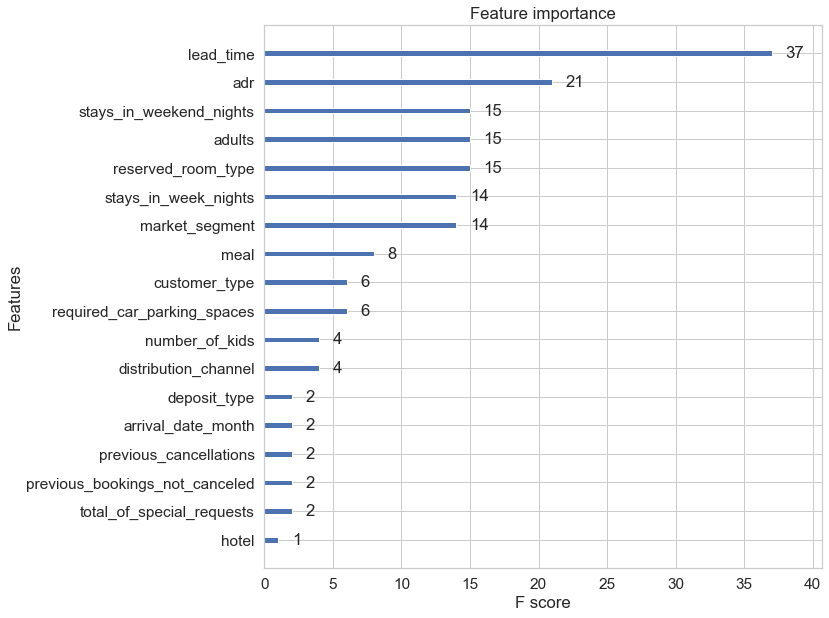 Feature importance
lead_time 37
adr 21
stays_in_weekend_nights 15
adults 15
reserved_room_type 15
stays_in_week_nights 14
market_segment 14
meal 8
customer_type 6
required_car_parking_spaces 6
number_of_kids 4
distribution_channel 4
deposit_type 2
arrival_date_month 2
previous_cancellations 2
previous_bookings_not_canceled 2
total_of_special_requests 2
hotel 1
Features
0 5 10 15 20 25 30 35 40
F score